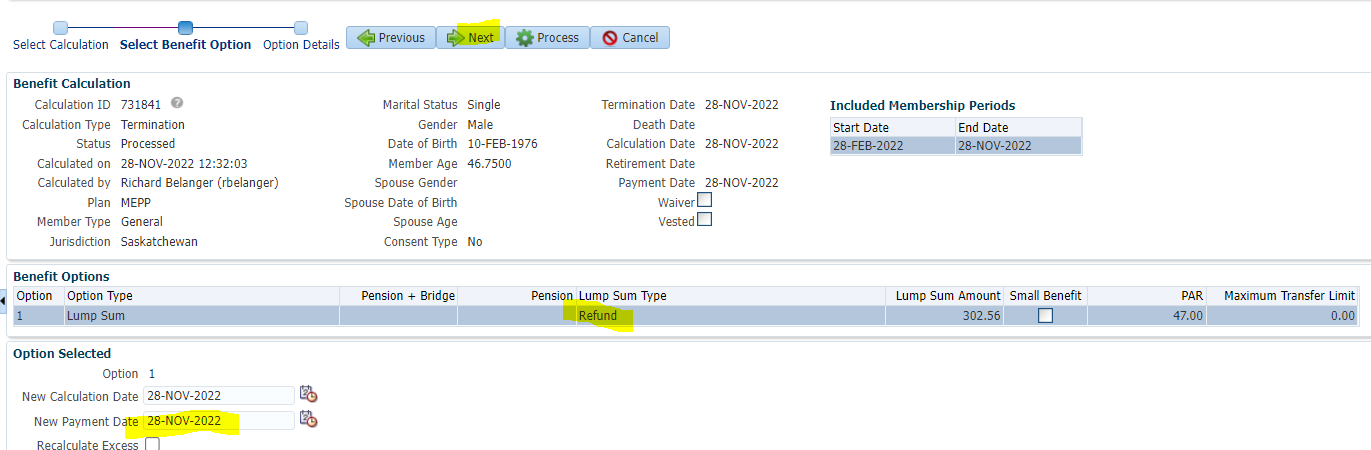 Select Calculation Select Benefit Option Option Details Previous Next Process Cancel
Benefit Calculation
Calculation ID 731841 Marital Status Single Termination Date 28-NOV-2022 Included Membership Periods
Calculation Type Termination Gender Male Death Date Start Date End Date
Status Processed Date of Birth 10-FEB-1976 Calculation Date 28-NOV-2022 28-FEB-2022 28-NOV-2022
Calculated on 28-NOV-2022 12:32:03 Member Age 46.7500 Retirement Date
Calculated by Richard Belanger (rbelanger) Spouse Gender Payment Date 28-NOV-2022
Plan MEPP Spouse Date of Birth Waiver
Member Type General Spouse Age Vested
Jurisdiction Saskatchewan Consent Type No
Benefit Options
Option Option Type Pension + Bridge Pension Lump Sum Type Lump Sum Amount Small Benefit PAR Maximum Transfer Limit
1 Lump Sum Refund 302.56 47.00 0.00
Option Selected
Option 1
New Calculation Date 28-NOV-2022
New Payment Date 28-NOV-2022
Recalculate Excess